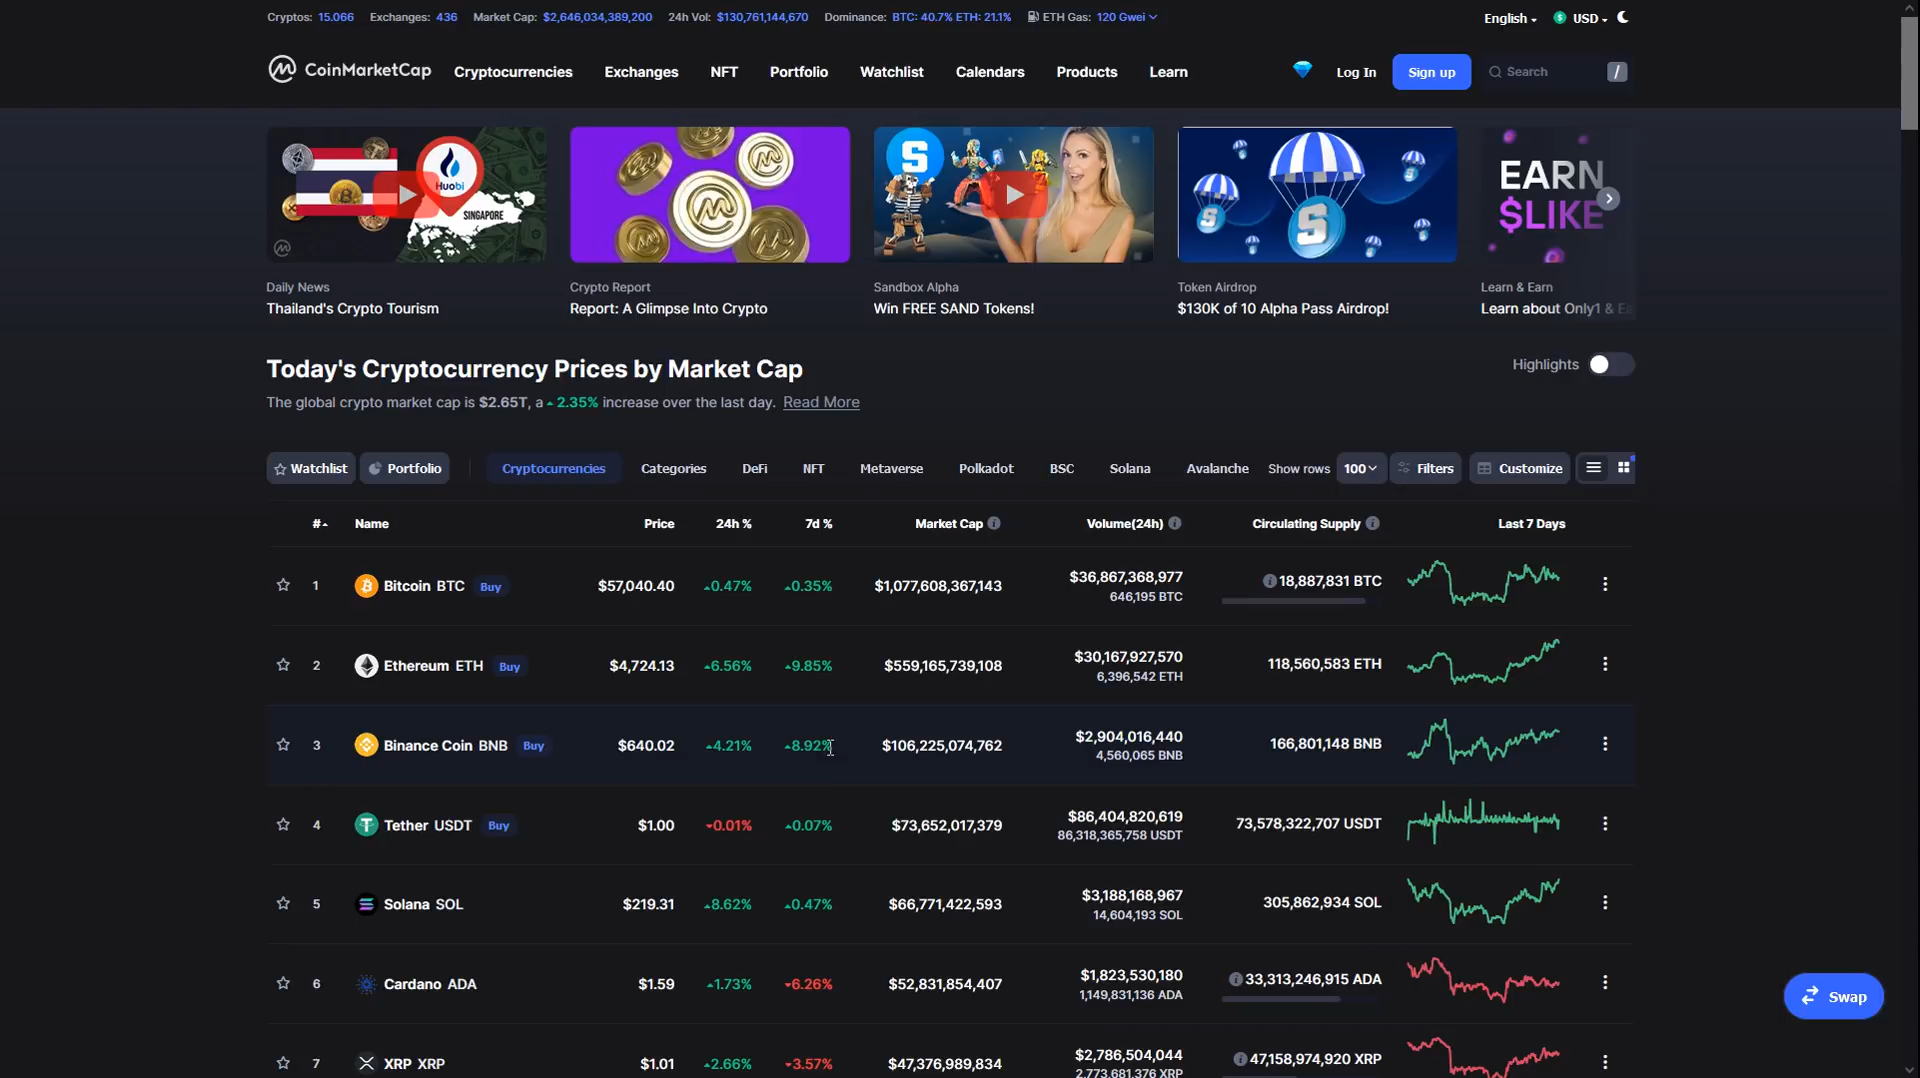 Cryptos: 15.066 Exchanges: 436 Market Cap: $2,646,034,389,200 24h Vol: $130,761,144,670 Dominance: BTC: 40.7% ETH: 21.1% ETH Gas: 120 Gwei English USD
CoinMarketCap Cryptocurrencies Exchanges NFT Portfolio Watchlist Calendars Products Learn Log In Sign up Search /
Huobi
SINGAPORE
S
S
S
EARN
$LIKE
Daily News Crypto Report Sandbox Alpha Token Airdrop Learn & Earn
Thailand's Crypto Tourism Report: A Glimpse Into Crypto Win FREE SAND Tokens! $130K of 10 Alpha Pass Airdrop! Learn about Only1 &
Today's Cryptocurrency Prices by Market Cap Highlights
The global crypto market cap is $2.65T, a 2.35% increase over the last day. Read More
Watchlist Portfolio Cryptocurrencies Categories DeFi NFT Metaverse Polkadot BSC Solana Avalanche Show rows 100 Filters Customize
# Name Price 24h % 7d % Market Cap Volume(24h) Circulating Supply Last 7 Days
1 Bitcoin BTC Buy $57,040.40 0.47% 0.35% $1,077,608,367,143 $36,867,368,977 18,887,831 BTC
646,195 BTC
2 Ethereum ETH Buy $4,724.13 6.56% 9.85% $559,165,739,108 $30,167,927,570 118,560,583 ETH
6,396,542 ETH
3 Binance Coin BNB Buy $640.02 4.21% 8.92% $106,225,074,762 $2,904,016,440 166,801,148 BNB
4,560,065 BNB
4 Tether USDT Buy $1.00 0.01% 0.07% $73,652,017,379 $86,404,820,619 73,578,322,707 USDT
86,318,365,758 USDT
5 Solana SOL $219.31 8.62% 0.47% $66,771,422,593 $3,188,168,967 305,862,934 SOL
14,604,193 SOL
6 Cardano ADA $1.59 1.73% 6.26% $52,831,854,407 $1,823,530,180 33,313,246,915 ADA
1,149,831,136 ADA
Swap
7 XRP XRP $1.01 2.66% 3.57% $47,376,989,834 $2,786,504,044 47,158,974,920 XRP
2,773,681,376 XRP